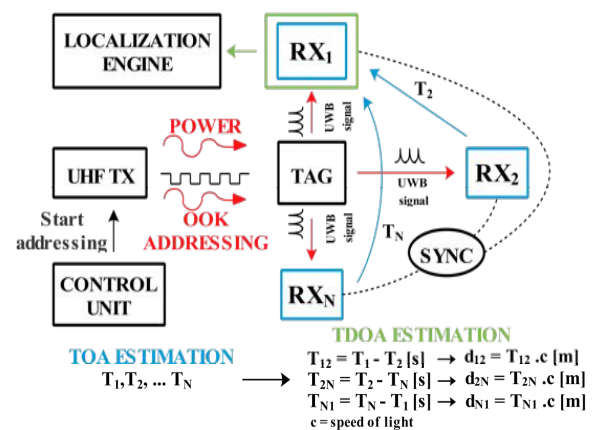 LOCALIZATION
ENGINE
RX1
T2
POWER
UWB
signal
UHF TX
TAG
UWB
signal
RX2
OOK
ADDRESSING
Start
addressing
UWB
signal
TN
SYNC
CONTROL
UNIT
RXN
TDOA ESTIMATION
TOA ESTIMATION
T1,T2, ... TN
T12 = T1 - T2 [s] → d12 = T12 .c [m]
T2N = T2 - TN [s] → d2N = T2N .c [m]
TN1 = TN - T1 [s] → dN1 = TN1 .c [m]
c = speed of light